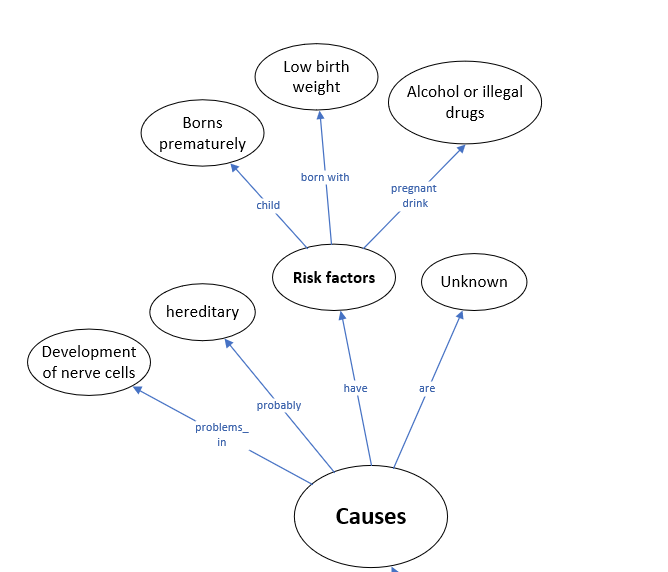 Low birth
weight
Alcohol or illegal
drugs
Borns
prematurely
born with
pregnant
drink
child
Risk factors
Unknown
hereditary
Development
of nerve cells
have
are
probably
problems_
in
Causes